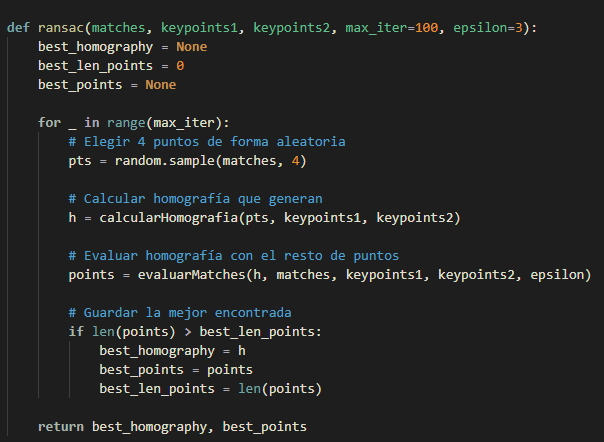 def ransac(matches, keypoints1, keypoints2, max_iter=100, epsilon=3):
    best_homography = None
    best_len_points = 0
    best_points = None

    for _ in range(max_iter):
        # Elegir 4 puntos de forma aleatoria
        pts = random.sample(matches, 4)

        # Calcular homografía que generan
        h = calcularHomografia(pts, keypoints1, keypoints2)

        # Evaluar homografía con el resto de puntos
        points = evaluarMatches(h, matches, keypoints1, keypoints2, epsilon)

        # Guardar la mejor encontrada
        if len(points) > best_len_points:
            best_homography = h
            best_points = points
            best_len_points = len(points)

    return best_homography, best_points